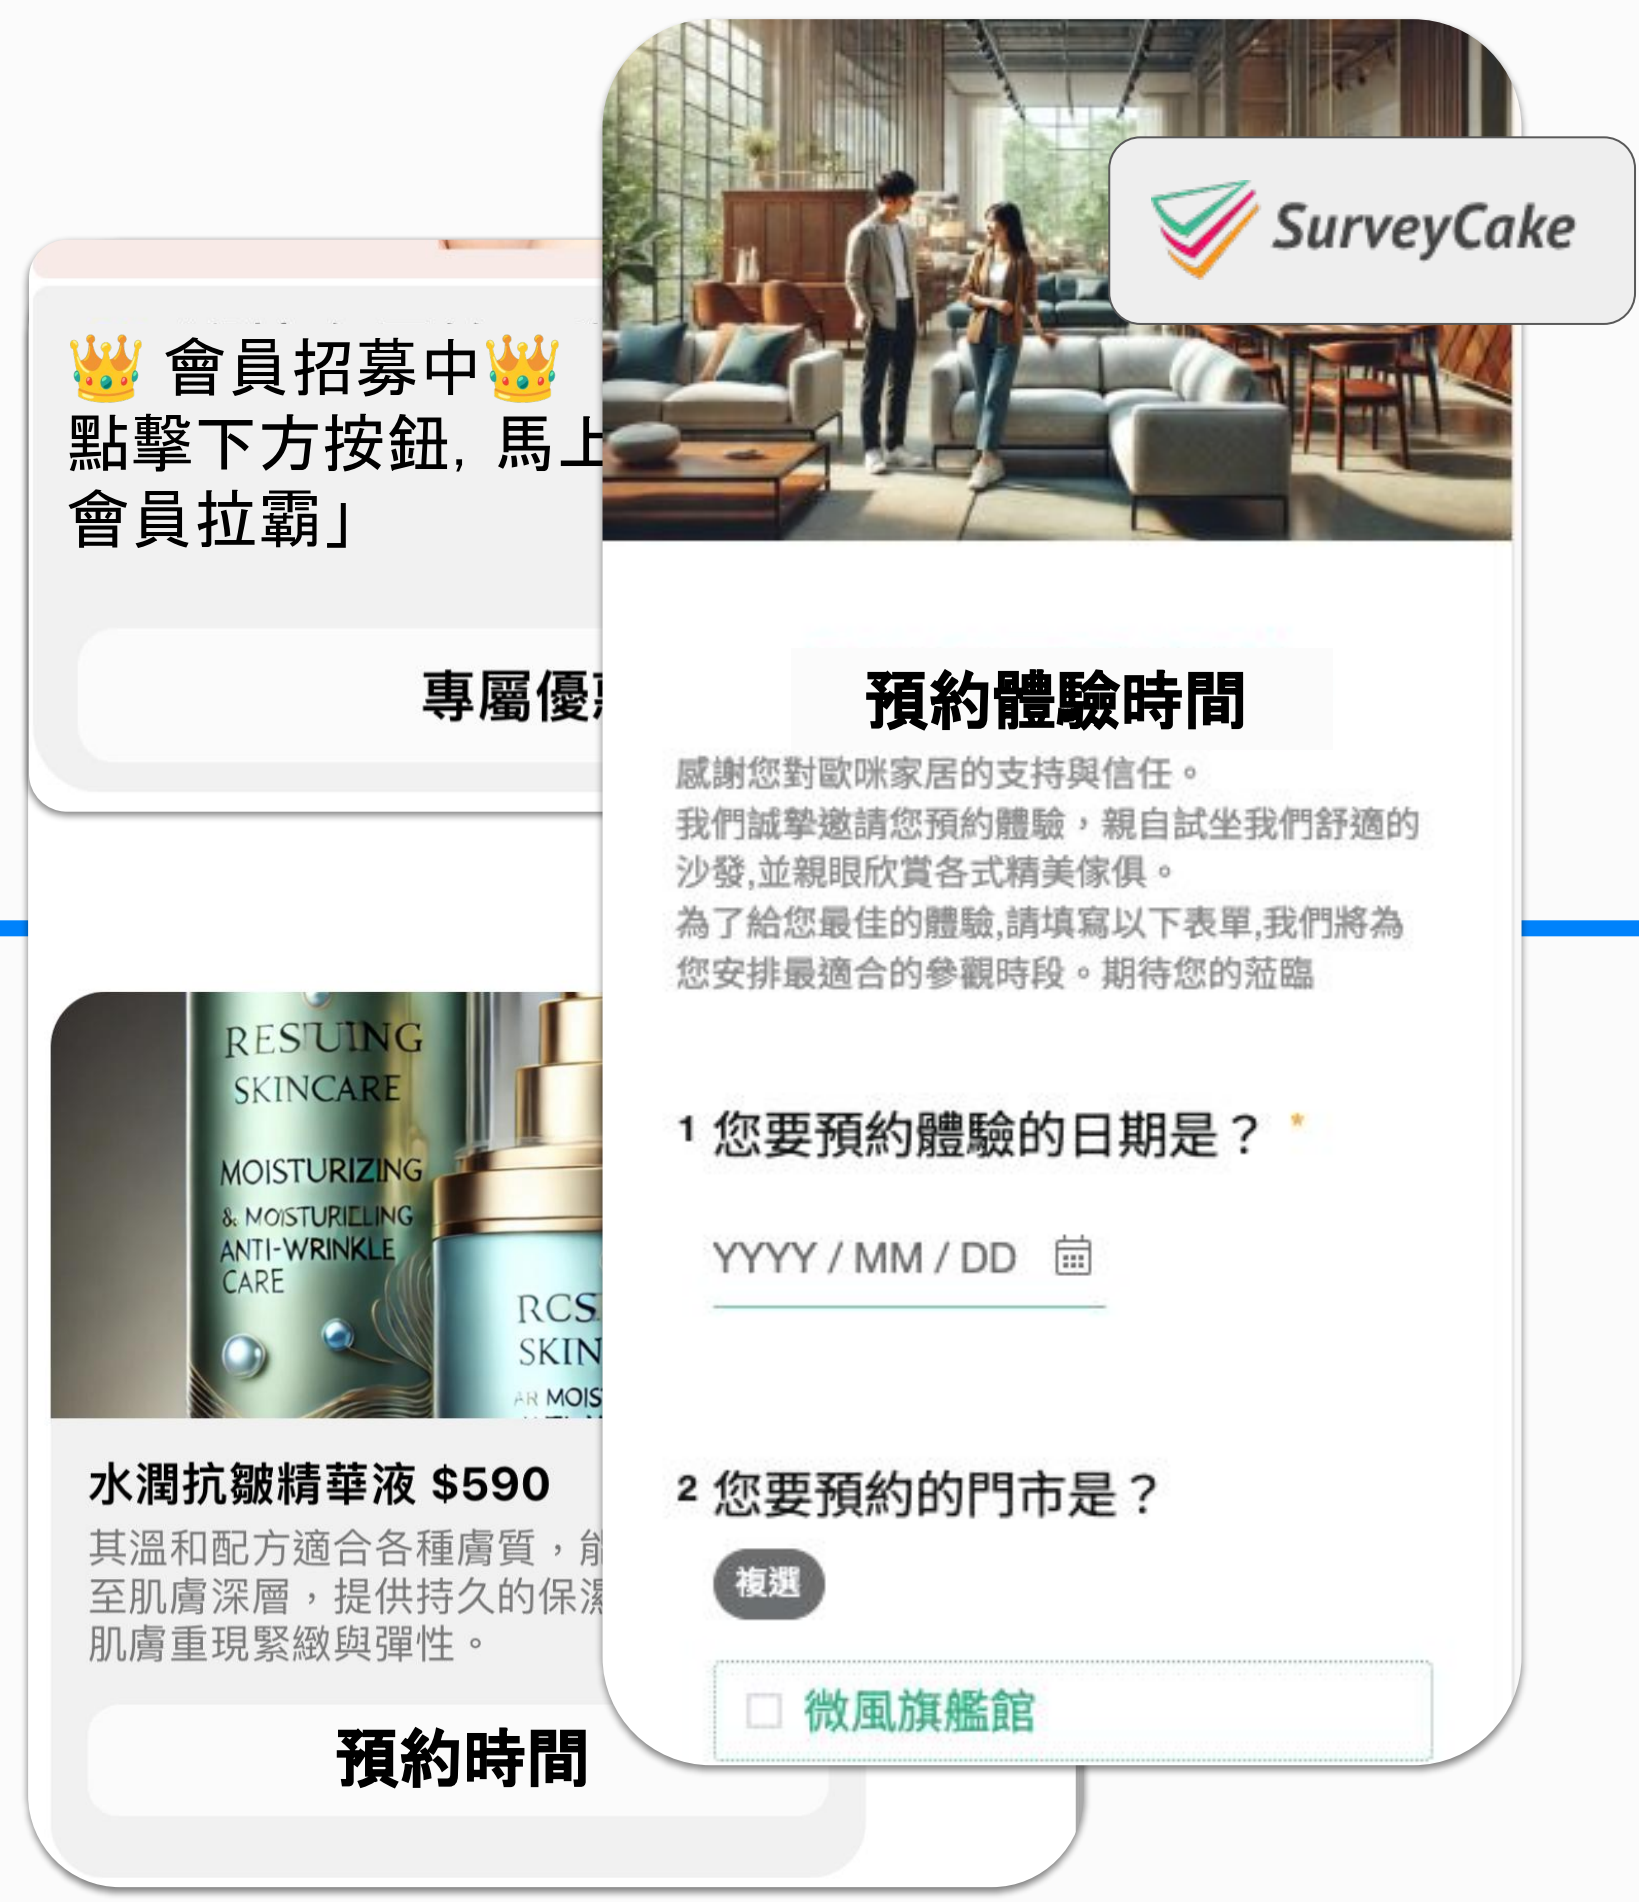 SurveyCake
👑 會員招募中👑
點擊下方按鈕, 馬上
會員拉霸」
專屬優
預約體驗時間
感謝您對歐咪家居的支持與信任。
我們誠摯邀請您預約體驗,親自試坐我們舒適的
沙發,並親眼欣賞各式精美傢俱。
為了給您最佳的體驗,請填寫以下表單,我們將為
您安排最適合的參觀時段。期待您的蒞臨
1 您要預約體驗的日期是? *
YYYY / MM / DD
2 您要預約的門市是?
複選
微風旗艦館
RESUING
SKINCARE
MOISTURIZING
& MOISTURIELING
ANTI-WRINKLE
CARE
RCS
SKIN
AR MOIS
水潤抗皺精華液 $590
其溫和配方適合各種膚質,能
至肌膚深層,提供持久的保濕
肌膚重現緊緻與彈性。
預約時間